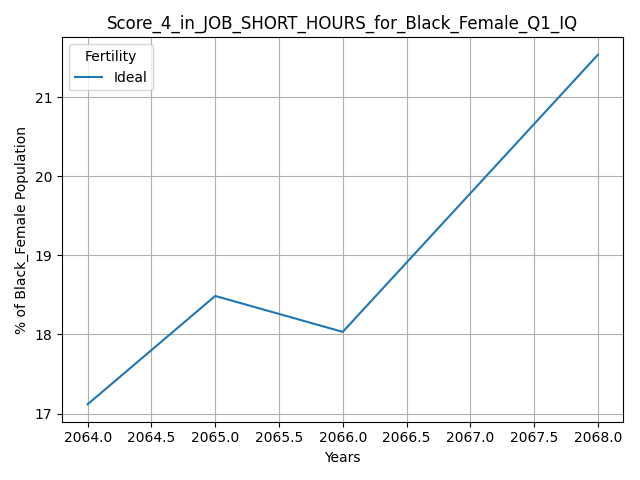 Score_4_in_JOB_SHORT_HOURS_for_Black_Female_Q1_IQ
Fertility
Ideal
% of Black_Female Population
21
20
19
18
17
2064.0 2064.5 2065.0 2065.5 2066.0 2066.5 2067.0 2067.5 2068.0
Years